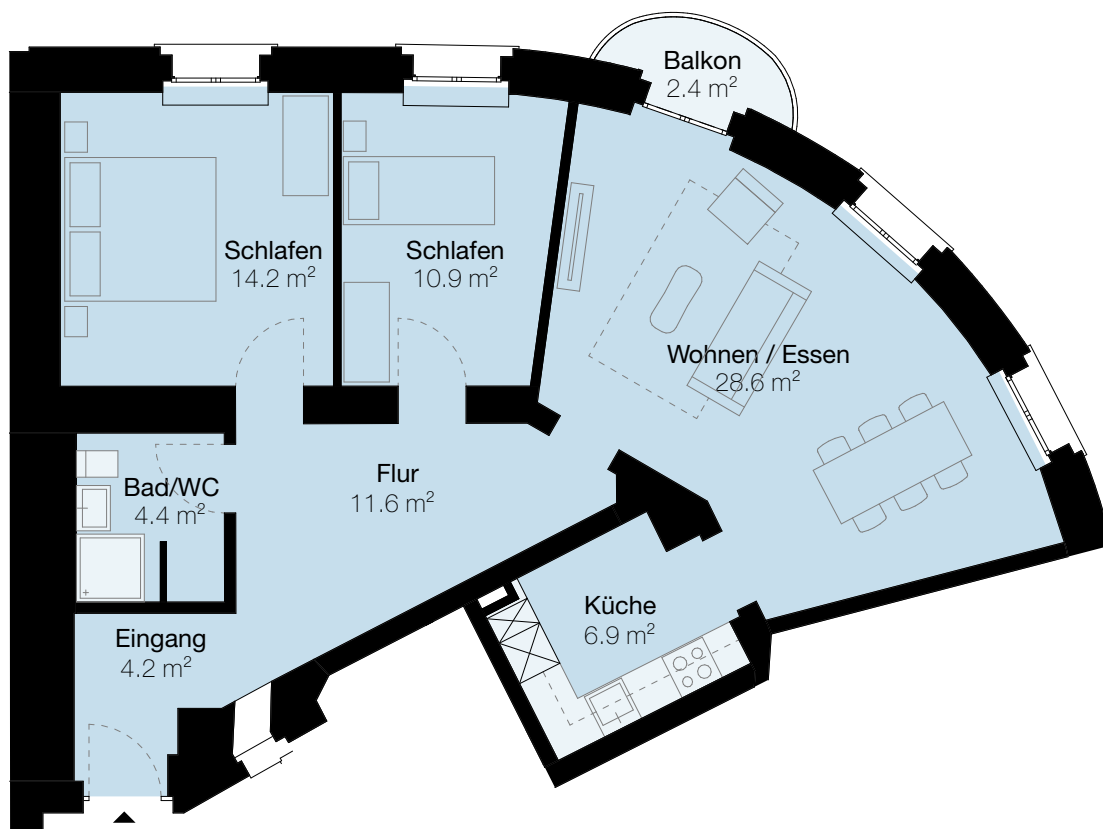 Balkon
2.4 m²
Schlafen
14.2 m²
Schlafen
10.9 m²
Wohnen / Essen
28.6 m²
Flur
11.6 m²
Bad/WC
4.4 m²
Küche
6.9 m²
Eingang
4.2 m²